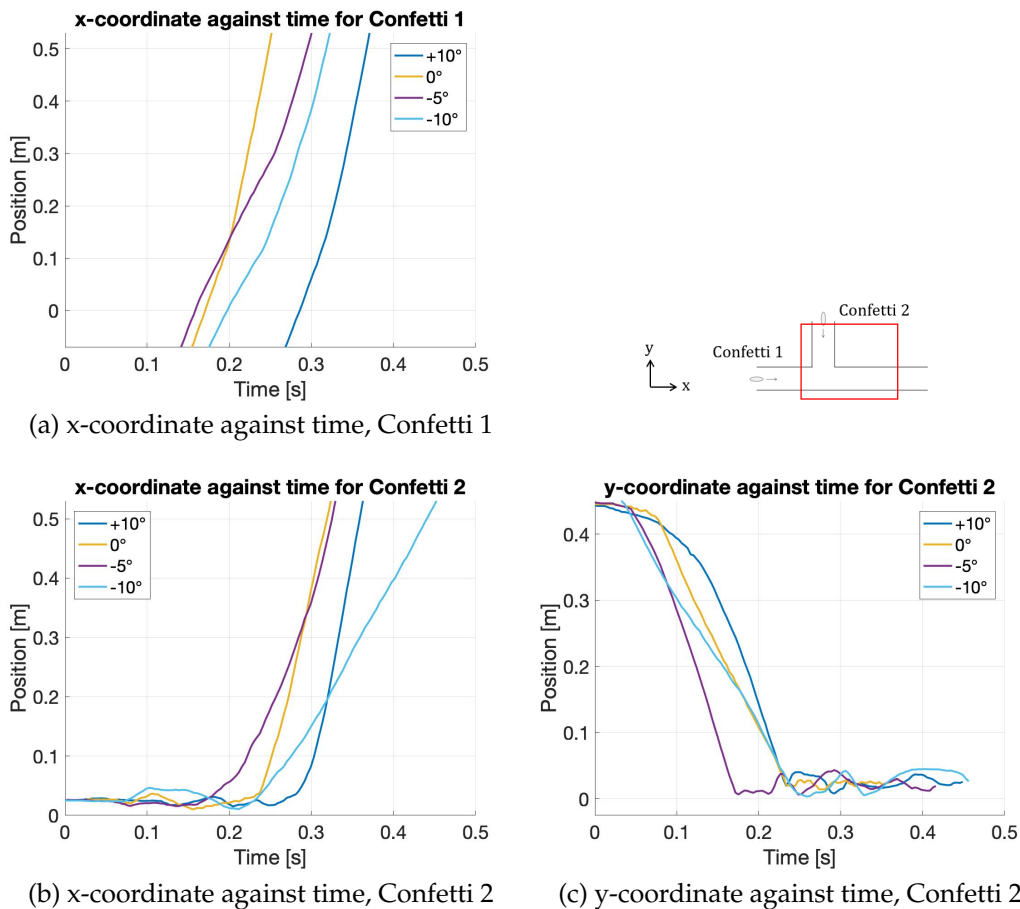 x-coordinate against time for Confetti 1
0.5
0.4
0.3
0.2
0.1
0
Position [m]
+10°
0°
-5°
-10°
0 0.1 0.2 0.3 0.4 0.5
Time [s]
(a) x-coordinate against time, Confetti 1
Confetti 2
Confetti 1
y
x
x-coordinate against time for Confetti 2
0.5
0.4
0.3
0.2
0.1
0
Position [m]
+10°
0°
-5°
-10°
0 0.1 0.2 0.3 0.4 0.5
Time [s]
(b) x-coordinate against time, Confetti 2
y-coordinate against time for Confetti 2
0.4
0.3
0.2
0.1
0
Position [m]
+10°
0°
-5°
-10°
0 0.1 0.2 0.3 0.4 0.5
Time [s]
(c) y-coordinate against time, Confetti 2